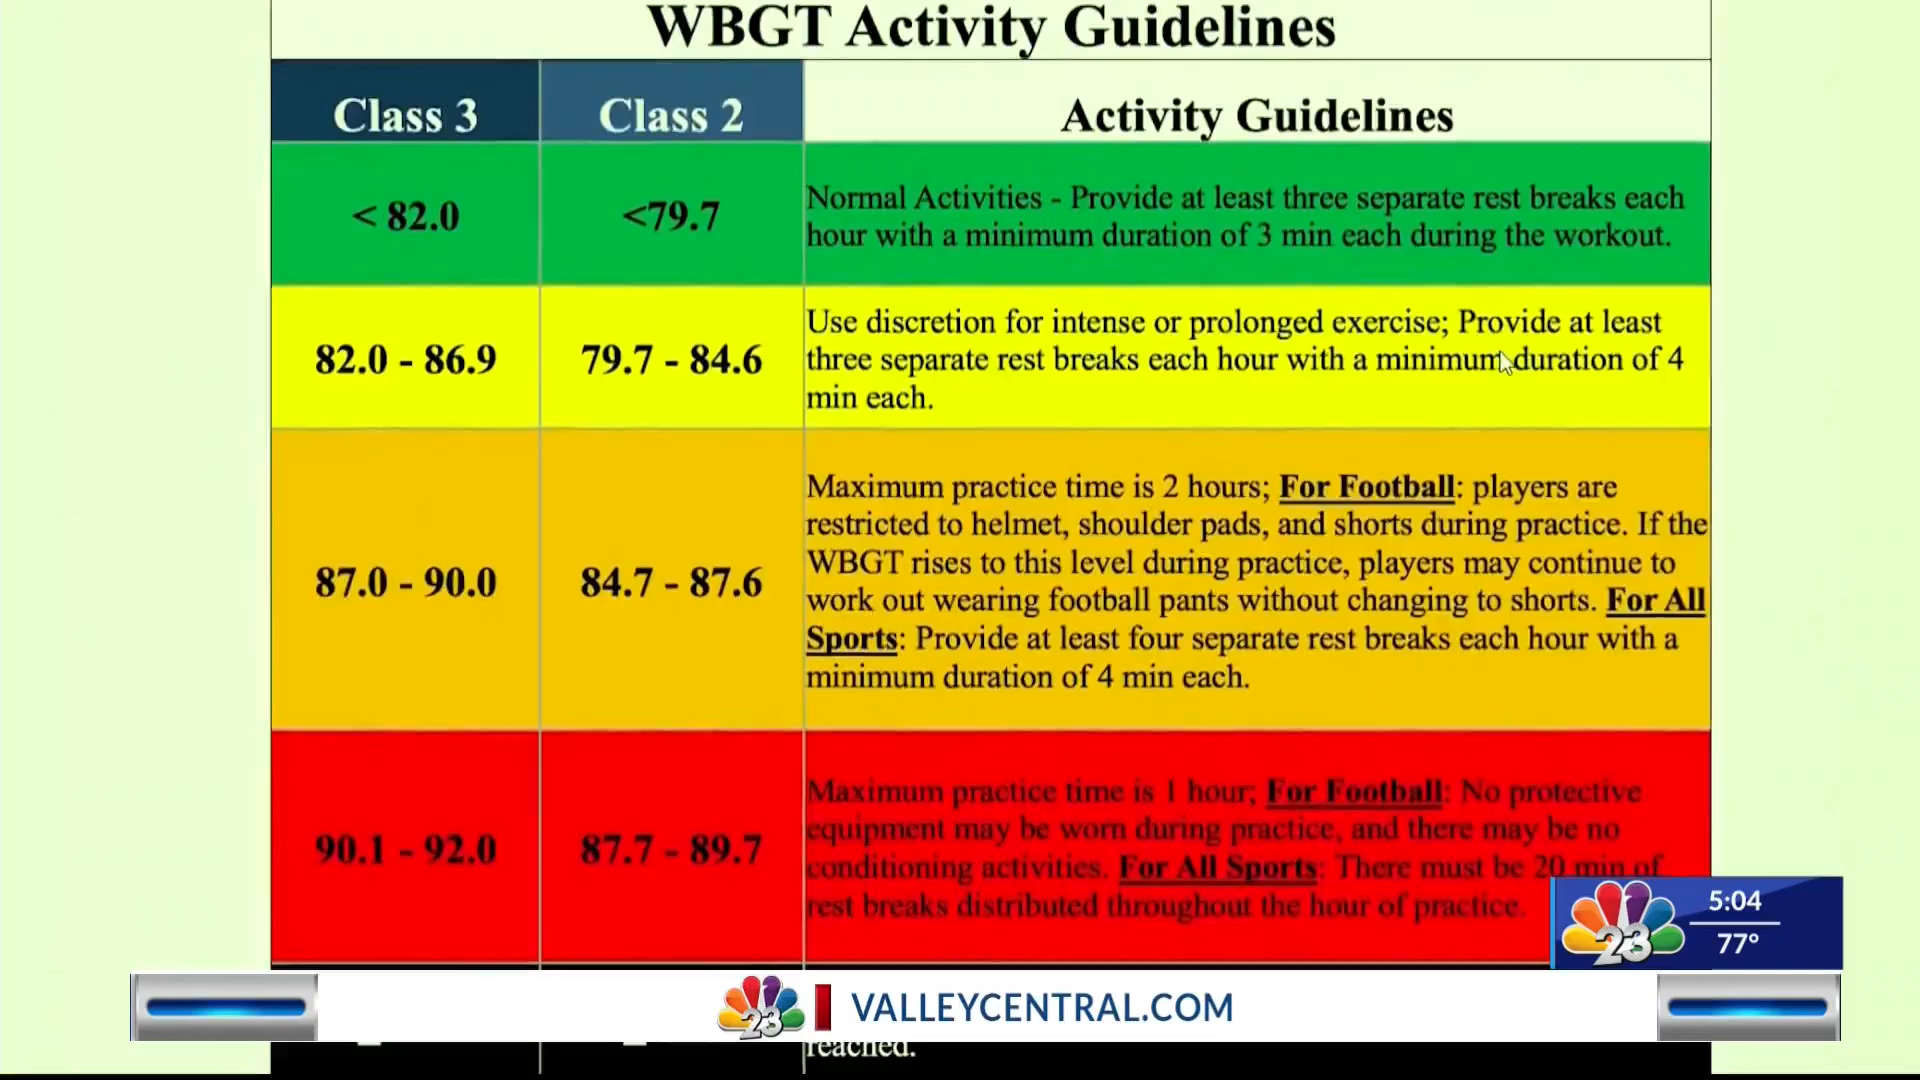 WBGT Activity Guidelines
Class 3
Class 2
Activity Guidelines
< 82.0
<79.7
Normal Activities - Provide at least three separate rest breaks each
hour with a minimum duration of 3 min each during the workout.
82.0 - 86.9
79.7 - 84.6
Use discretion for intense or prolonged exercise; Provide at least
three separate rest breaks each hour with a minimum duration of 4
min each.
87.0 - 90.0
84.7 - 87.6
Maximum practice time is 2 hours; For Football: players are
restricted to helmet, shoulder pads, and shorts during practice. If the
WBGT rises to this level during practice, players may continue to
work out wearing football pants without changing to shorts. For All
Sports: Provide at least four separate rest breaks each hour with a
minimum duration of 4 min each.
90.1 - 92.0
87.7 - 89.7
Maximum practice time is 1 hour; For Football: No protective
equipment may be worn during practice, and there may be no
conditioning activities. For All Sports: There must be 20 min of
rest breaks distributed throughout the hour of practice.
reached.
23
5:04
77°
23
VALLEYCENTRAL.COM